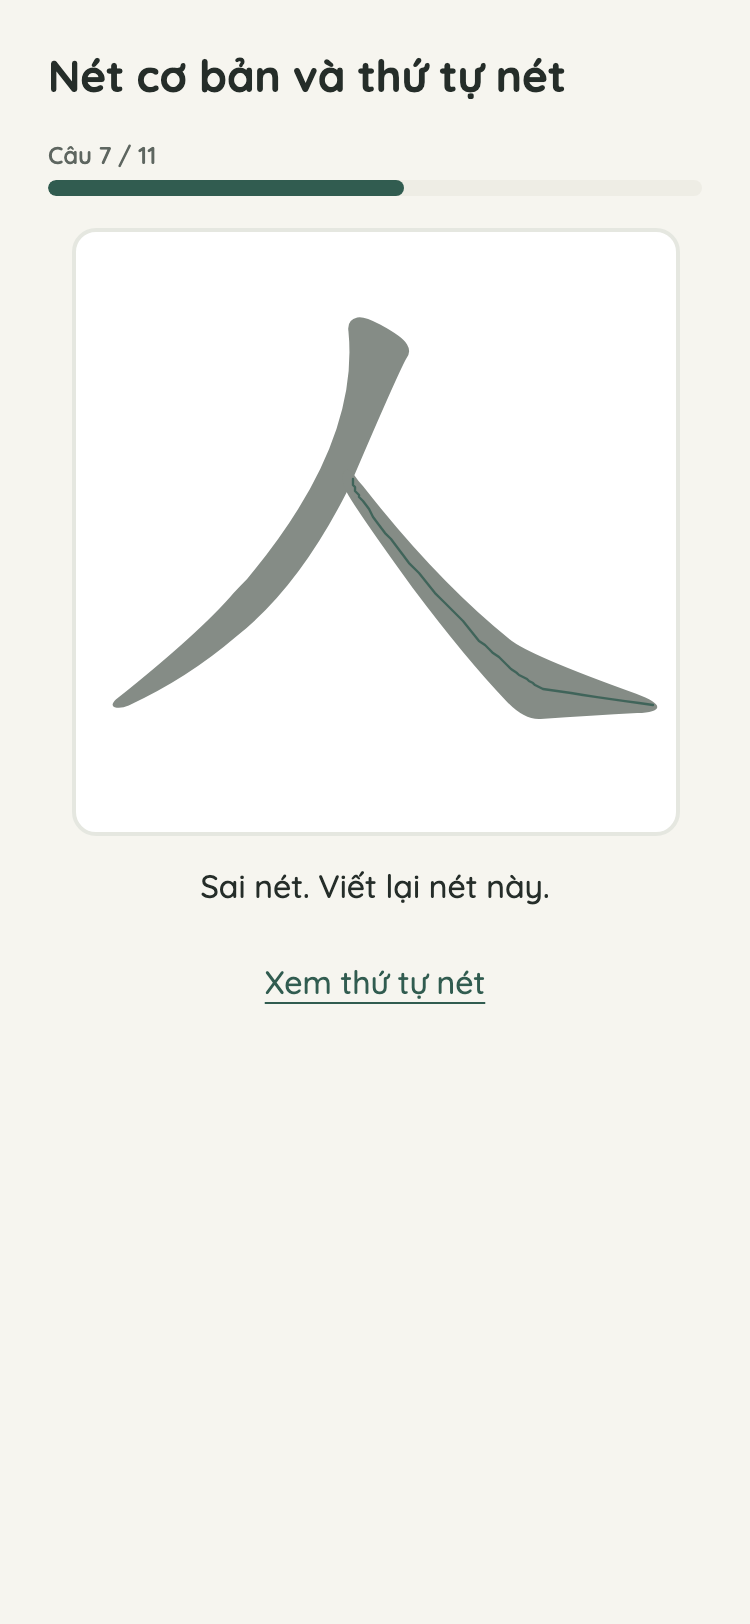 Nét cơ bản và thứ tự nét
Câu 7 / 11
人
Sai nét. Viết lại nét này.
Xem thứ tự nét